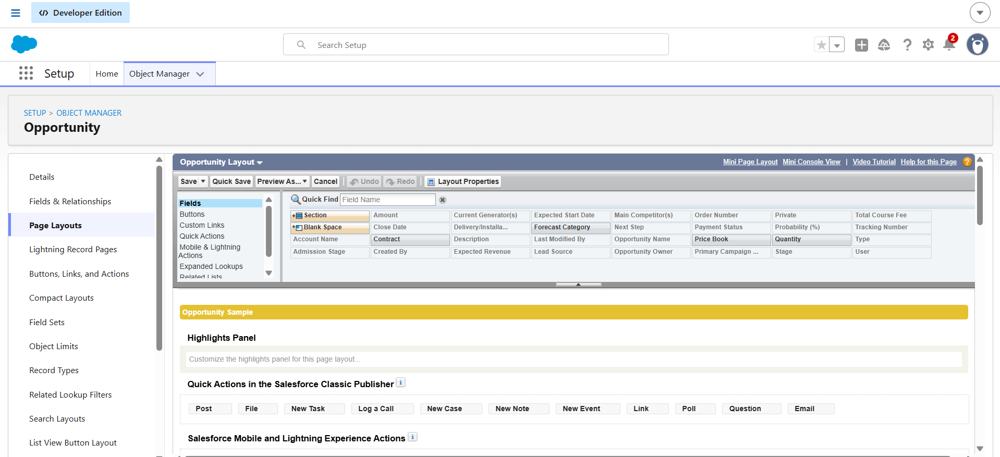 Developer Edition
Search Setup
2
Setup Home Object Manager
SETUP > OBJECT MANAGER
Opportunity
Details
Fields & Relationships
Page Layouts
Lightning Record Pages
Buttons, Links, and Actions
Compact Layouts
Field Sets
Object Limits
Record Types
Related Lookup Filters
Search Layouts
List View Button Layout
Opportunity Layout Mini Page Layout Mini Console View | Video Tutorial Help for this Page ?
Save Quick Save Preview As... Cancel Undo Redo Layout Properties
Fields
Buttons
Custom Links
Quick Actions
Mobile & Lightning
Actions
Expanded Lookups
Related Lists
Quick Find Field Name
Section Amount Current Generator(s) Expected Start Date Main Competitor(s) Order Number Private Total Course Fee
Blank Space Close Date Delivery/Installa... Forecast Category Next Step Payment Status Probability (%) Tracking Number
Account Name Contract Description Last Modified By Opportunity Name Price Book Quantity Type
Admission Stage Created By Expected Revenue Lead Source Opportunity Owner Primary Campaign ... Stage User
Opportunity Sample
Highlights Panel
Customize the highlights panel for this page layout...
Quick Actions in the Salesforce Classic Publisher i
Post File New Task Log a Call New Case New Note New Event Link Poll Question Email
Salesforce Mobile and Lightning Experience Actions i